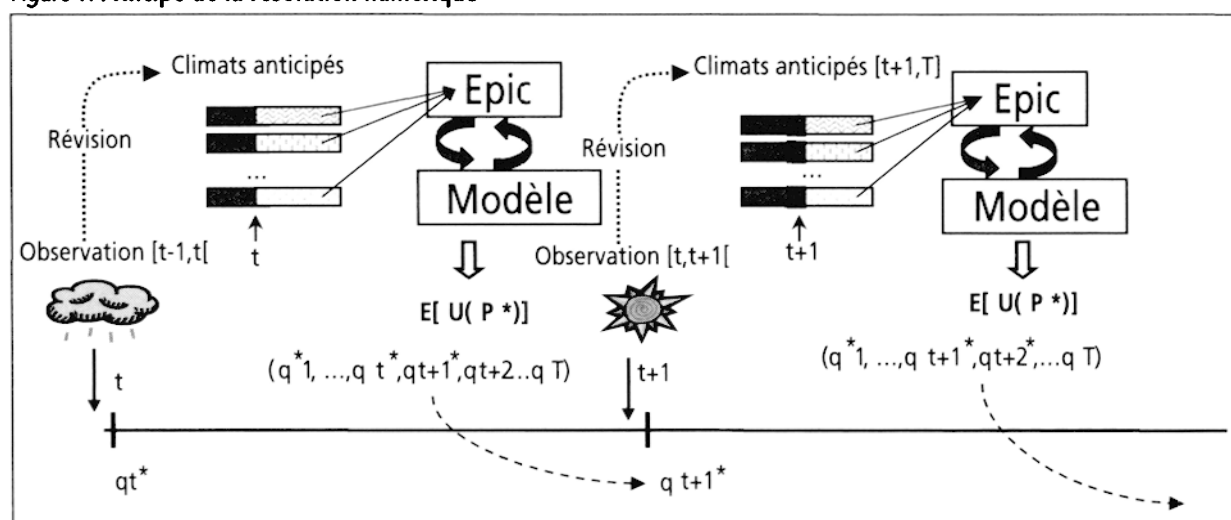 Climats anticipés
Epic
Révision
...
Modèle
t
Observation [t-1,t[
E[ U( P *)]
(q*1, ...,q t*,qt+1*,qt+2..q T)
t
qt*
Climats anticipés [t+1,T]
Epic
Révision
...
Modèle
t+1
Observation [t,t+1[
E[ U( P *)]
(q*1, ...,q t+1*,qt+2*,...q T)
t+1
q t+1*